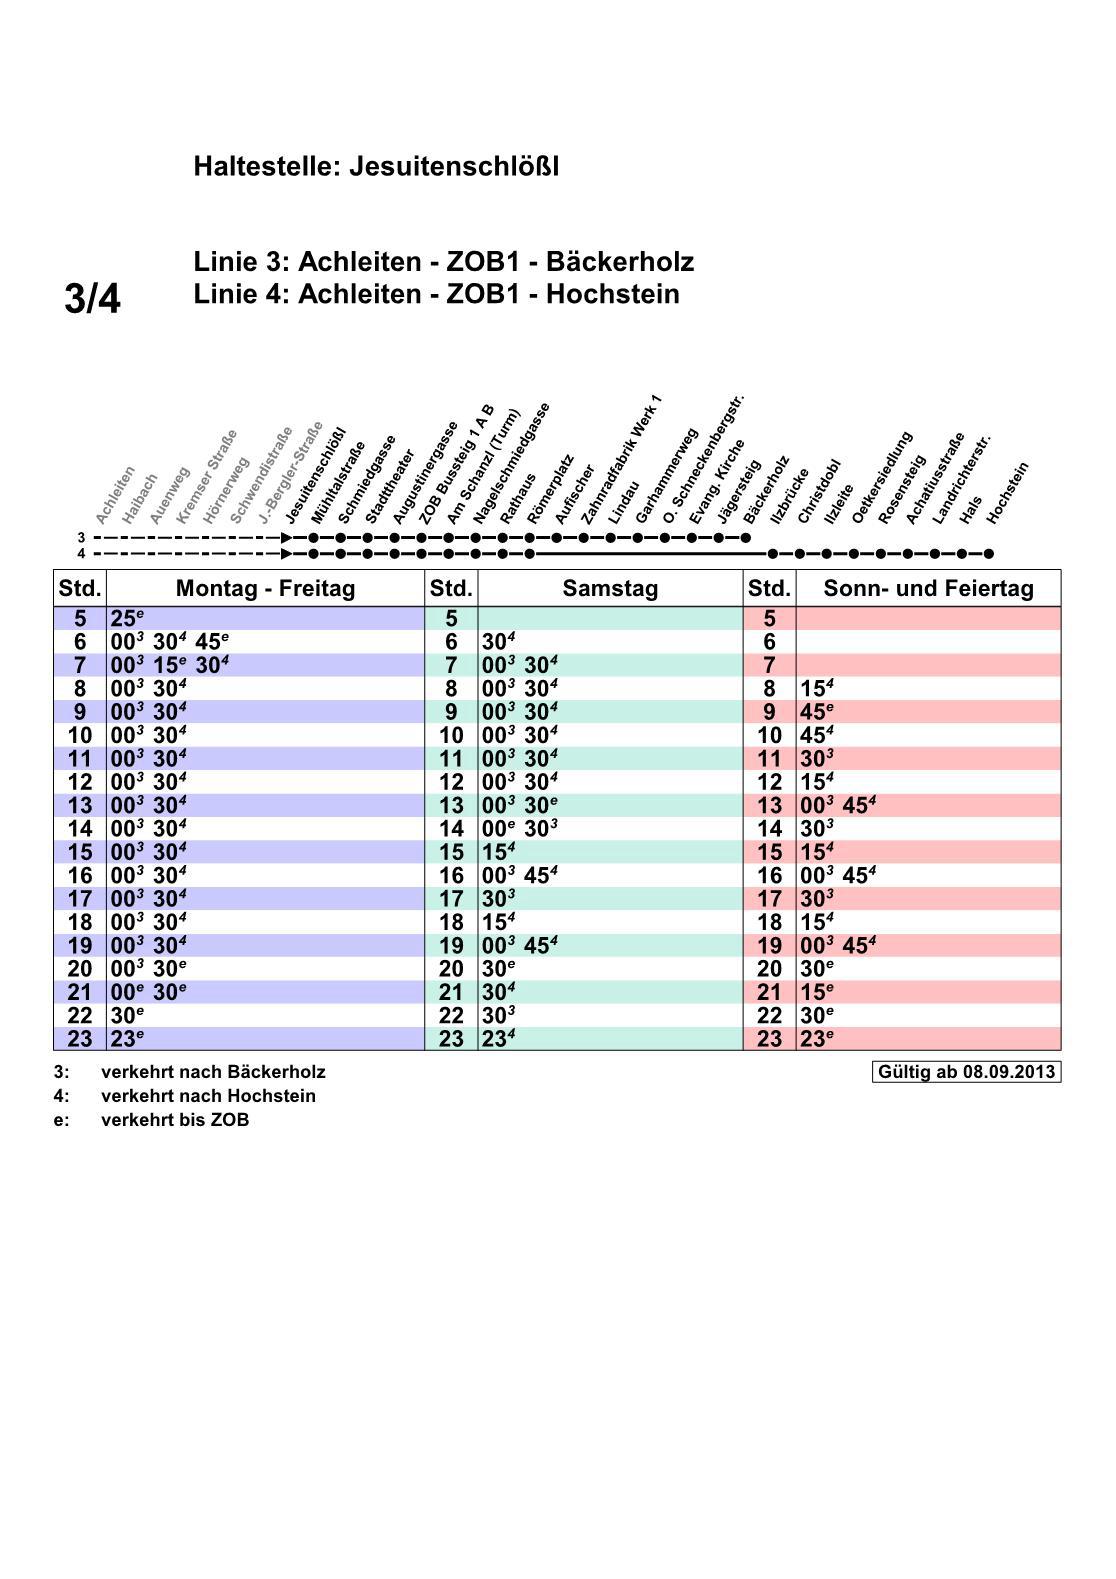 Haltestelle: Jesuitenschlößl
Linie 3: Achleiten - ZOB1 - Bäckerholz
3/4 Linie 4: Achleiten - ZOB1 - Hochstein
Achleiten
Haibach
Auenweg
Kremser Straße
Hörnerweg
Schwendistraße
J.-Bergler-Straße
Jesuitenschlößl
Mühltalstraße
Schmiedgasse
Stadttheater
Augustinergasse
ZOB Bussteig 1 A B
Am Schanzl (Turm)
Nagelschmiedgasse
Rathaus
Römerplatz
Aufischer
Zahnradfabrik Werk 1
Lindau
Garhammerweg
O. Schneckenbergstr.
Evang. Kirche
Jägersteig
Bäckerholz
Ilzbrücke
Christdobl
Ilzleite
Oetkersiedlung
Rosensteig
Achatiusstraße
Landrichterstr.
Hals
Hochstein
3
4
Std. Montag - Freitag Std. Samstag Std. Sonn- und Feiertag
5 25e 5 5
6 003 304 45e 6 304 6
7 003 15e 304 7 003 304 7
8 003 304 8 003 304 8 154
9 003 304 9 003 304 9 45e
10 003 304 10 003 304 10 454
11 003 304 11 003 304 11 303
12 003 304 12 003 304 12 154
13 003 304 13 003 30e 13 003 454
14 003 304 14 00e 303 14 303
15 003 304 15 154 15 154
16 003 304 16 003 454 16 003 454
17 003 304 17 303 17 303
18 003 304 18 154 18 154
19 003 304 19 003 454 19 003 454
20 003 30e 20 30e 20 30e
21 00e 30e 21 304 21 15e
22 30e 22 303 22 30e
23 23e 23 234 23 23e
3: verkehrt nach Bäckerholz Gültig ab 08.09.2013
4: verkehrt nach Hochstein
e: verkehrt bis ZOB